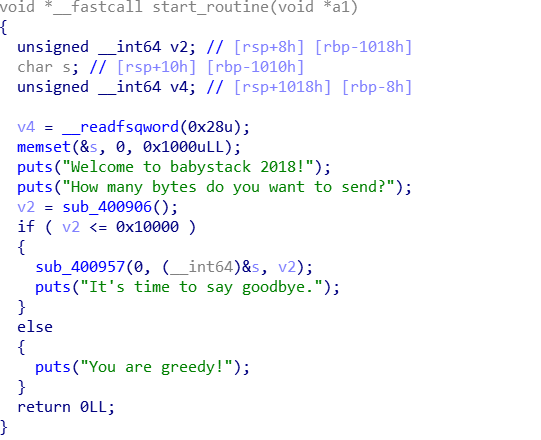 void *__fastcall start_routine(void *a1)
{
  unsigned __int64 v2; // [rsp+8h] [rbp-1018h]
  char s; // [rsp+10h] [rbp-1010h]
  unsigned __int64 v4; // [rsp+1018h] [rbp-8h]

  v4 = __readfsqword(0x28u);
  memset(&s, 0, 0x1000uLL);
  puts("Welcome to babystack 2018!");
  puts("How many bytes do you want to send?");
  v2 = sub_400906();
  if ( v2 <= 0x10000 )
  {
    sub_400957(0, (__int64)&s, v2);
    puts("It's time to say goodbye.");
  }
  else
  {
    puts("You are greedy!");
  }
  return 0LL;
}